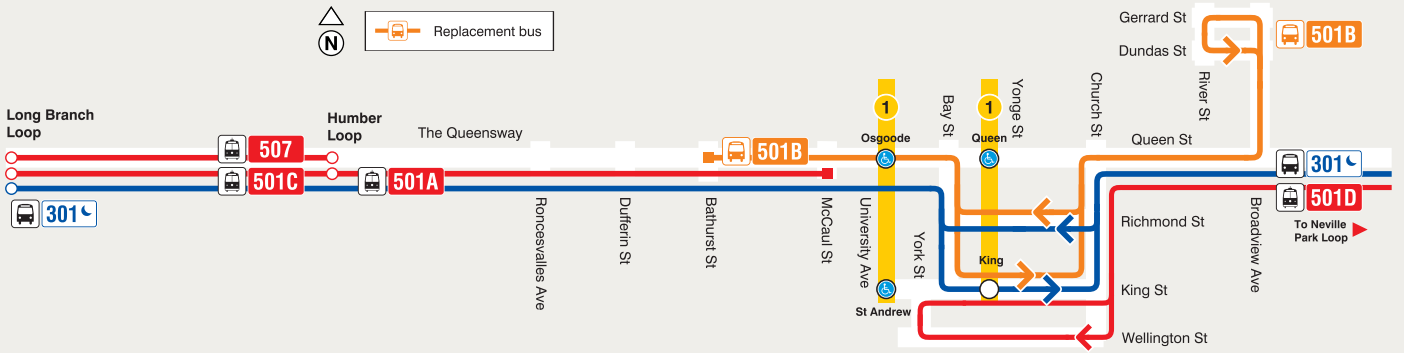 N
Replacement bus
Gerrard St
501B
Dundas St
River St
Church St
Yonge St
Bay St
1
1
Long Branch
Loop
Humber
Loop
The Queensway
Osgoode
Queen
Queen St
507
501B
501C
501A
301
301
501D
To Neville
Park Loop
Roncesvalles Ave
Dufferin St
Bathurst St
McCaul St
University Ave
York St
Richmond St
Broadview Ave
King
King St
St Andrew
Wellington St